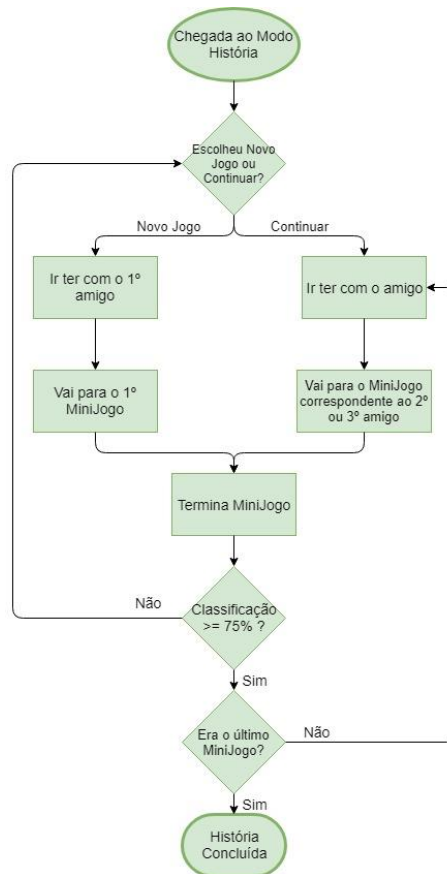 Chegada ao Modo
História
Escolheu Novo
Jogo ou
Continuar?
Novo Jogo
Continuar
Ir ter com o 1º
amigo
Ir ter com o amigo
Vai para o 1º
MiniJogo
Vai para o MiniJogo
correspondente ao 2º
ou 3º amigo
Termina MiniJogo
Não
Classificação
>= 75% ?
Sim
Era o último
MiniJogo?
Não
Sim
História
Concluída